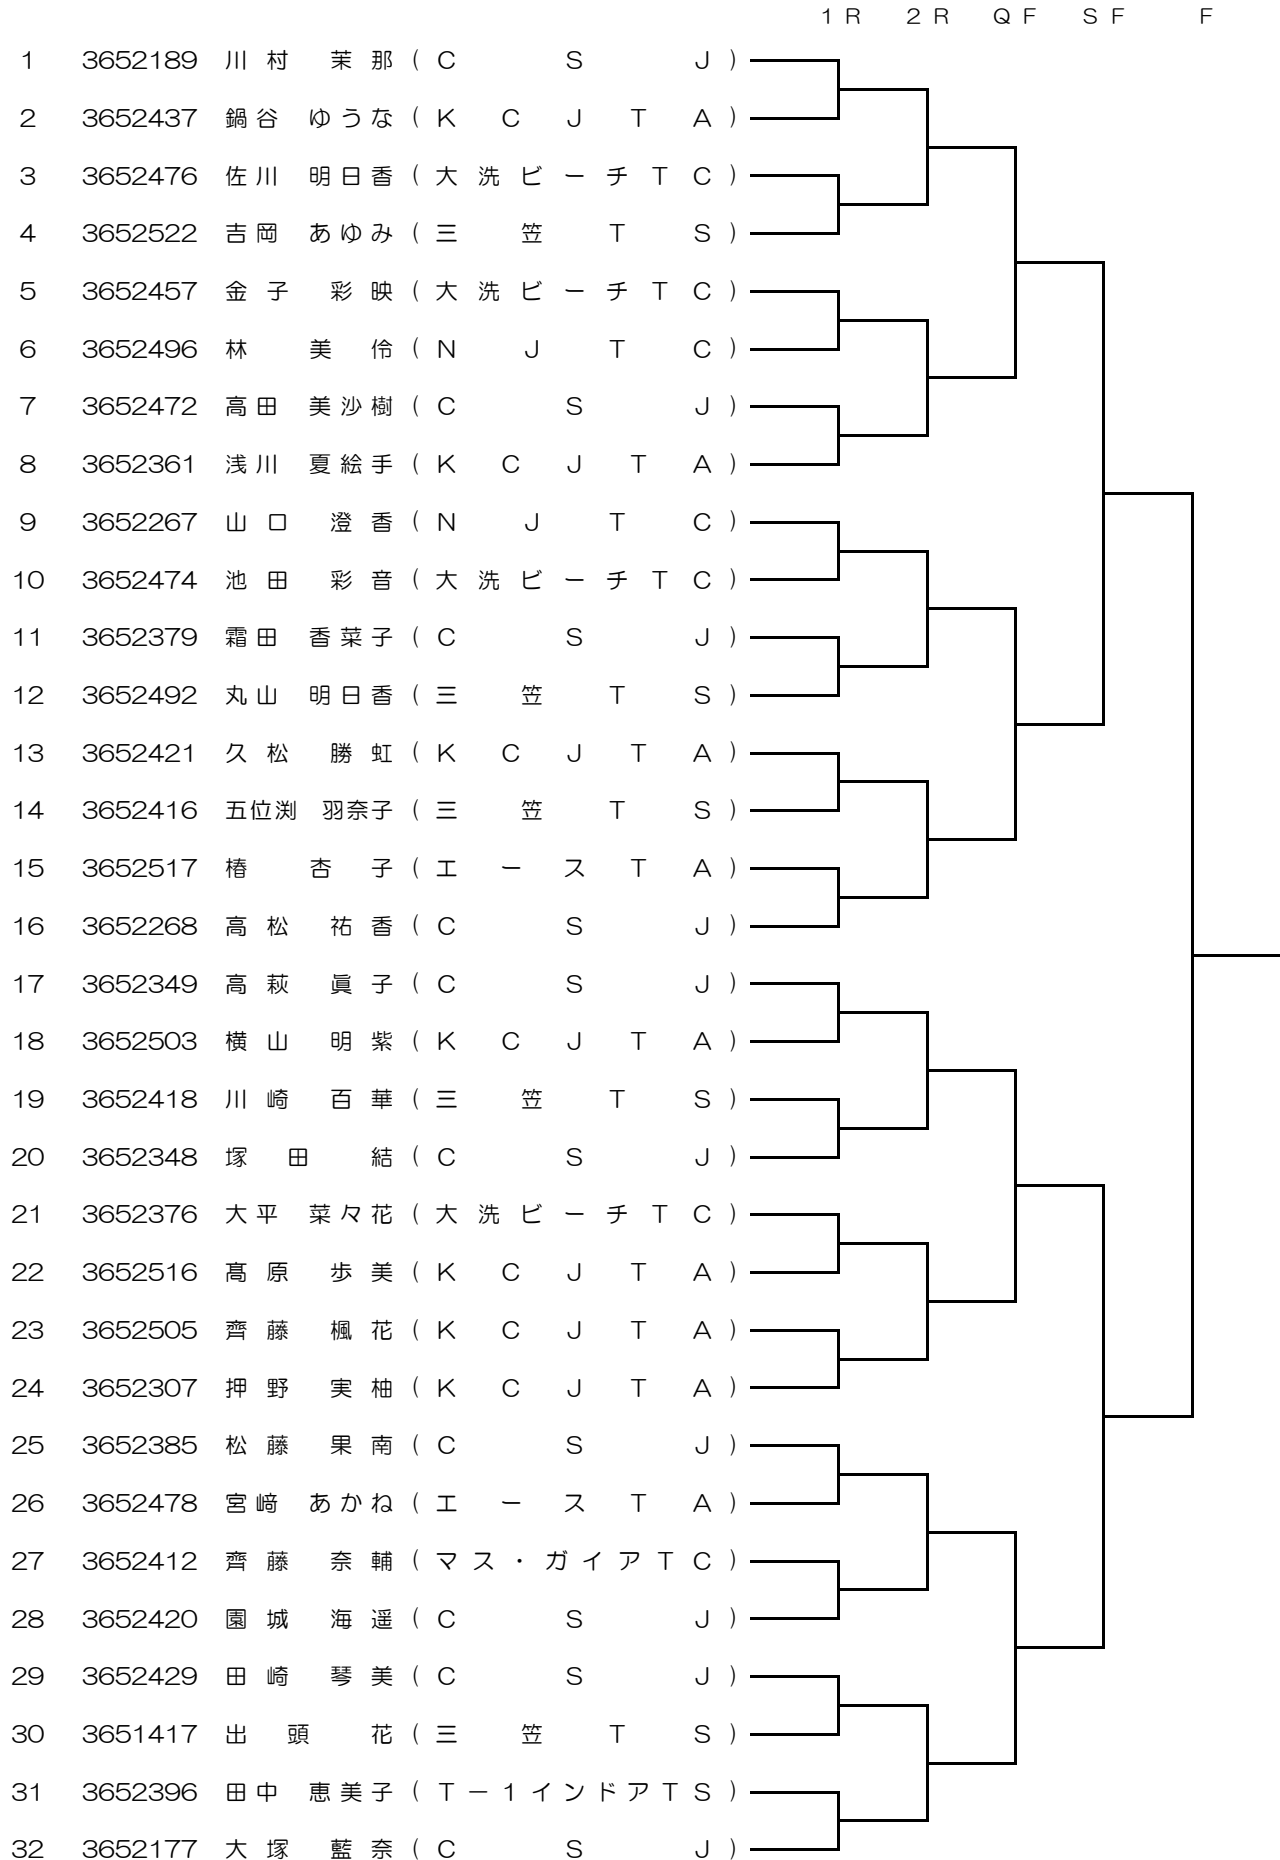 1R 2R QF SF F
1 3652189 川村 茉那 (CSJ)
2 3652437 鍋谷 ゆうな (KCJTA)
3 3652476 佐川 明日香 (大洗ビーチTC)
4 3652522 吉岡 あゆみ (三笠TS)
5 3652457 金子 彩映 (大洗ビーチTC)
6 3652496 林 美伶 (NJTC)
7 3652472 高田 美沙樹 (CSJ)
8 3652361 浅川 夏絵手 (KCJTA)
9 3652267 山口 澄香 (NJTC)
10 3652474 池田 彩音 (大洗ビーチTC)
11 3652379 霜田 香菜子 (CSJ)
12 3652492 丸山 明日香 (三笠TS)
13 3652421 久松 勝虹 (KCJTA)
14 3652416 五位渕 羽奈子 (三笠TS)
15 3652517 椿 杏子 (エースTA)
16 3652268 高松 祐香 (CSJ)
17 3652349 高萩 眞子 (CSJ)
18 3652503 横山 明紫 (KCJTA)
19 3652418 川崎 百華 (三笠TS)
20 3652348 塚田 結 (CSJ)
21 3652376 大平 菜々花 (大洗ビーチTC)
22 3652516 髙原 歩美 (KCJTA)
23 3652505 齊藤 楓花 (KCJTA)
24 3652307 押野 実柚 (KCJTA)
25 3652385 松藤 果南 (CSJ)
26 3652478 宮﨑 あかね (エースTA)
27 3652412 齊藤 奈輔 (マス・ガイアTC)
28 3652420 園城 海遥 (CSJ)
29 3652429 田崎 琴美 (CSJ)
30 3651417 出頭 花 (三笠TS)
31 3652396 田中 恵美子 (T－1インドアTS)
32 3652177 大塚 藍奈 (CSJ)